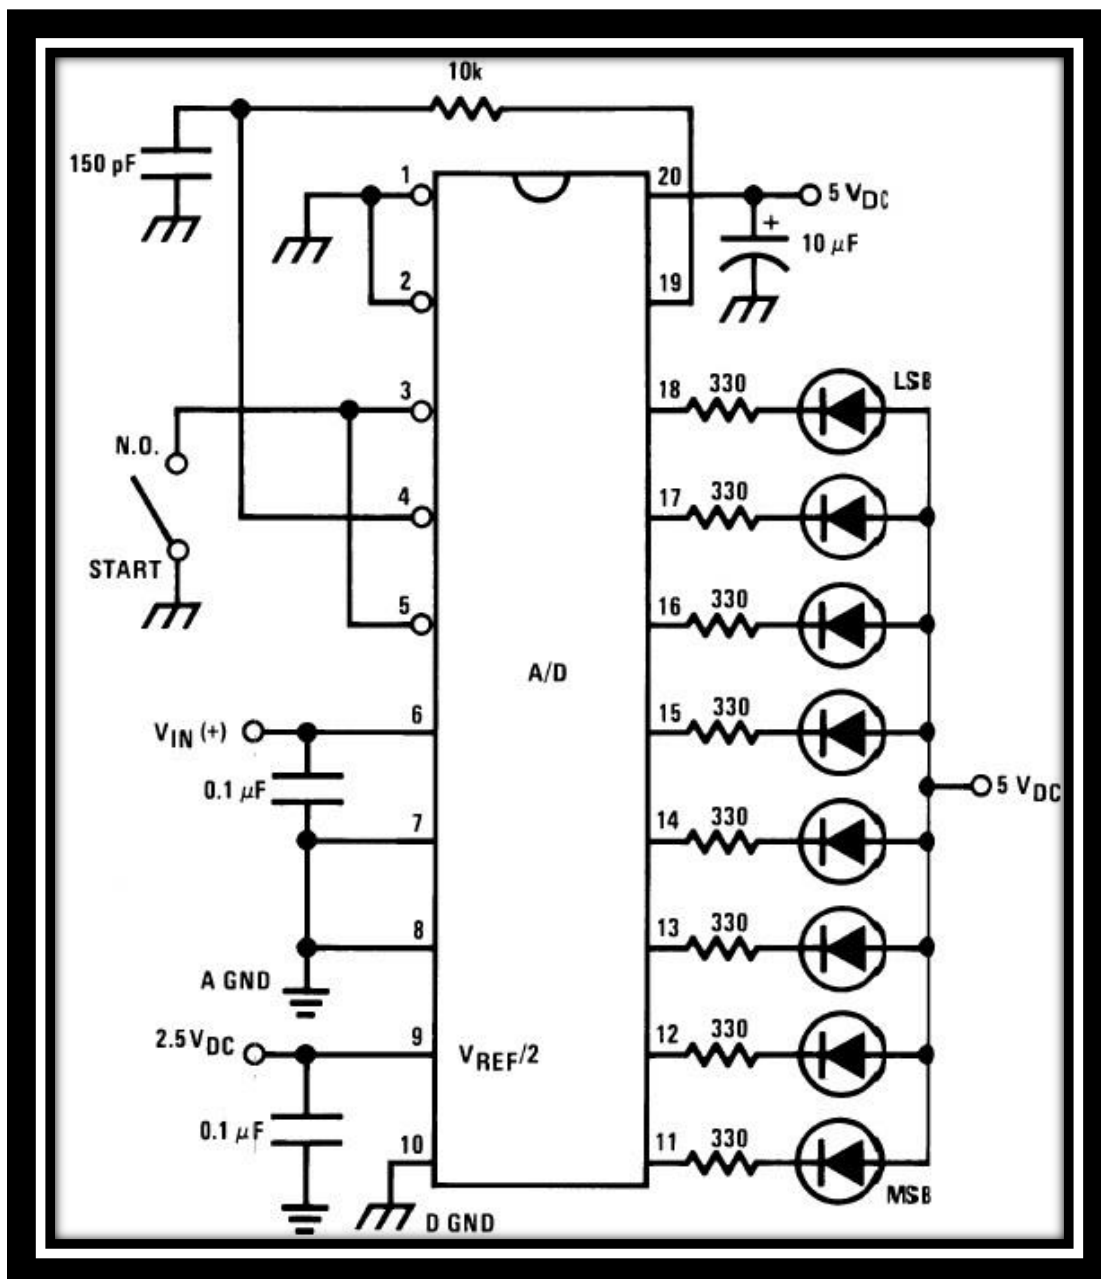 10k
150 pF
1
20
5 VDC
+
10 μF
2
19
3
18
330
LSB
N.O.
4
17
330
START
5
16
330
A/D
VIN (+)
6
15
330
0.1 μF
5 VDC
7
14
330
8
13
330
A GND
2.5 VDC
9
VREF/2
12
330
0.1 μF
10
11
330
MSB
D GND